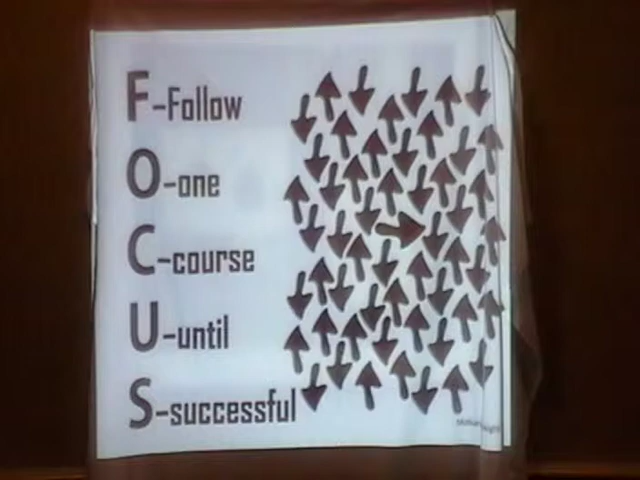 F-Follow
O-one
C-course
U-until
S-successful